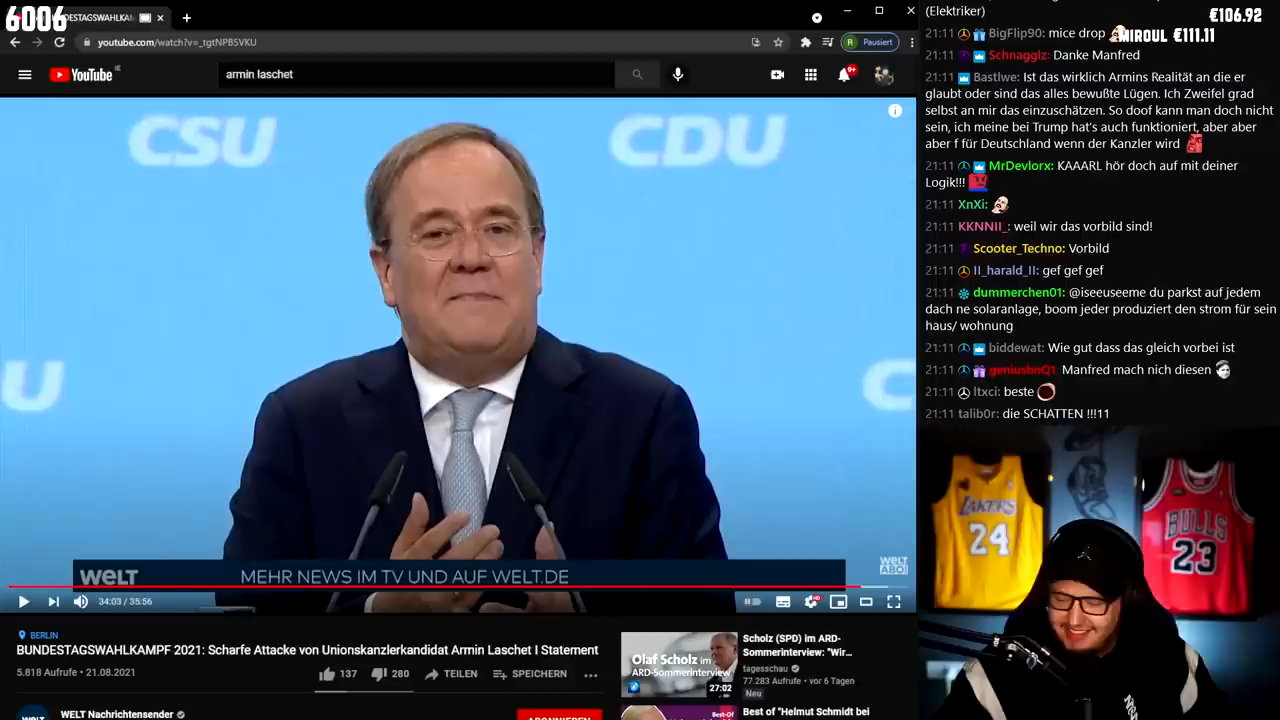 6006
BUNDESTAGSWAHLKAM
youtube.com/watch?v=_tgtNPBSVKU
R Pausiert
YouTube IE
armin laschet
9+
CSU
CDU
U
C
WELT
MEHR NEWS IM TV UND AUF WELT.DE
WELT
ABO!
34:03 / 35:56
BERLIN
BUNDESTAGSWAHLKAMPF 2021: Scharfe Attacke von Unionskanzlerkandidat Armin Laschet I Statement
5.818 Aufrufe • 21.08.2021
137
280
TEILEN
SPEICHERN
WELT Nachrichtensender
ABONNIEREN
Olaf Scholz im
ARD-Sommerinterview
27:02
Scholz (SPD) im ARD-
Sommerinterview: "Wir...
tagesschau
77.283 Aufrufe • vor 6 Tagen
Neu
Best-Of
Best of "Helmut Schmidt bei
€106.92
MIROUL €111.11
(Elektriker)
21:11 BigFlip90: mice drop
21:11 Schnagglz: Danke Manfred
21:11 Bastlwe: Ist das wirklich Armins Realität an die er
glaubt oder sind das alles bewußte Lügen. Ich Zweifel grad
selbst an mir das einzuschätzen. So doof kann man doch nicht
sein, ich meine bei Trump hat's auch funktioniert, aber aber
aber f für Deutschland wenn der Kanzler wird
21:11 MrDevlorx: KAAARL hör doch auf mit deiner
Logik!!!
21:11 XnXi:
21:11 KKNNII_: weil wir das vorbild sind!
21:11 Scooter_Techno: Vorbild
21:11 II_harald_II: gef gef gef
21:11 dummerchen01: @iseeuseeme du parkst auf jedem
dach ne solaranlage, boom jeder produziert den strom für sein
haus/ wohnung
21:11 biddewat: Wie gut dass das gleich vorbei ist
21:11 geniusbnQ1 Manfred mach nich diesen
21:11 ltxci: beste
21:11 talib0r: die SCHATTEN !!!11
LAKERS
24
BULLS
23